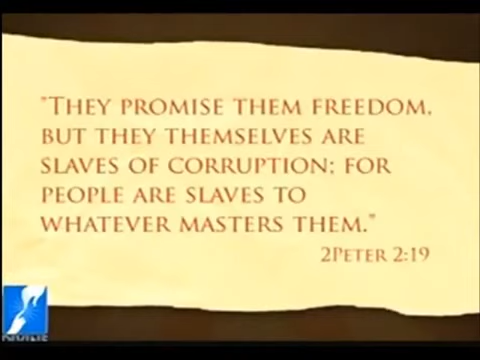 "THEY PROMISE THEM FREEDOM,
BUT THEY THEMSELVES ARE
SLAVES OF CORRUPTION; FOR
PEOPLE ARE SLAVES TO
WHATEVER MASTERS THEM."
2PETER 2:19
DIVINE